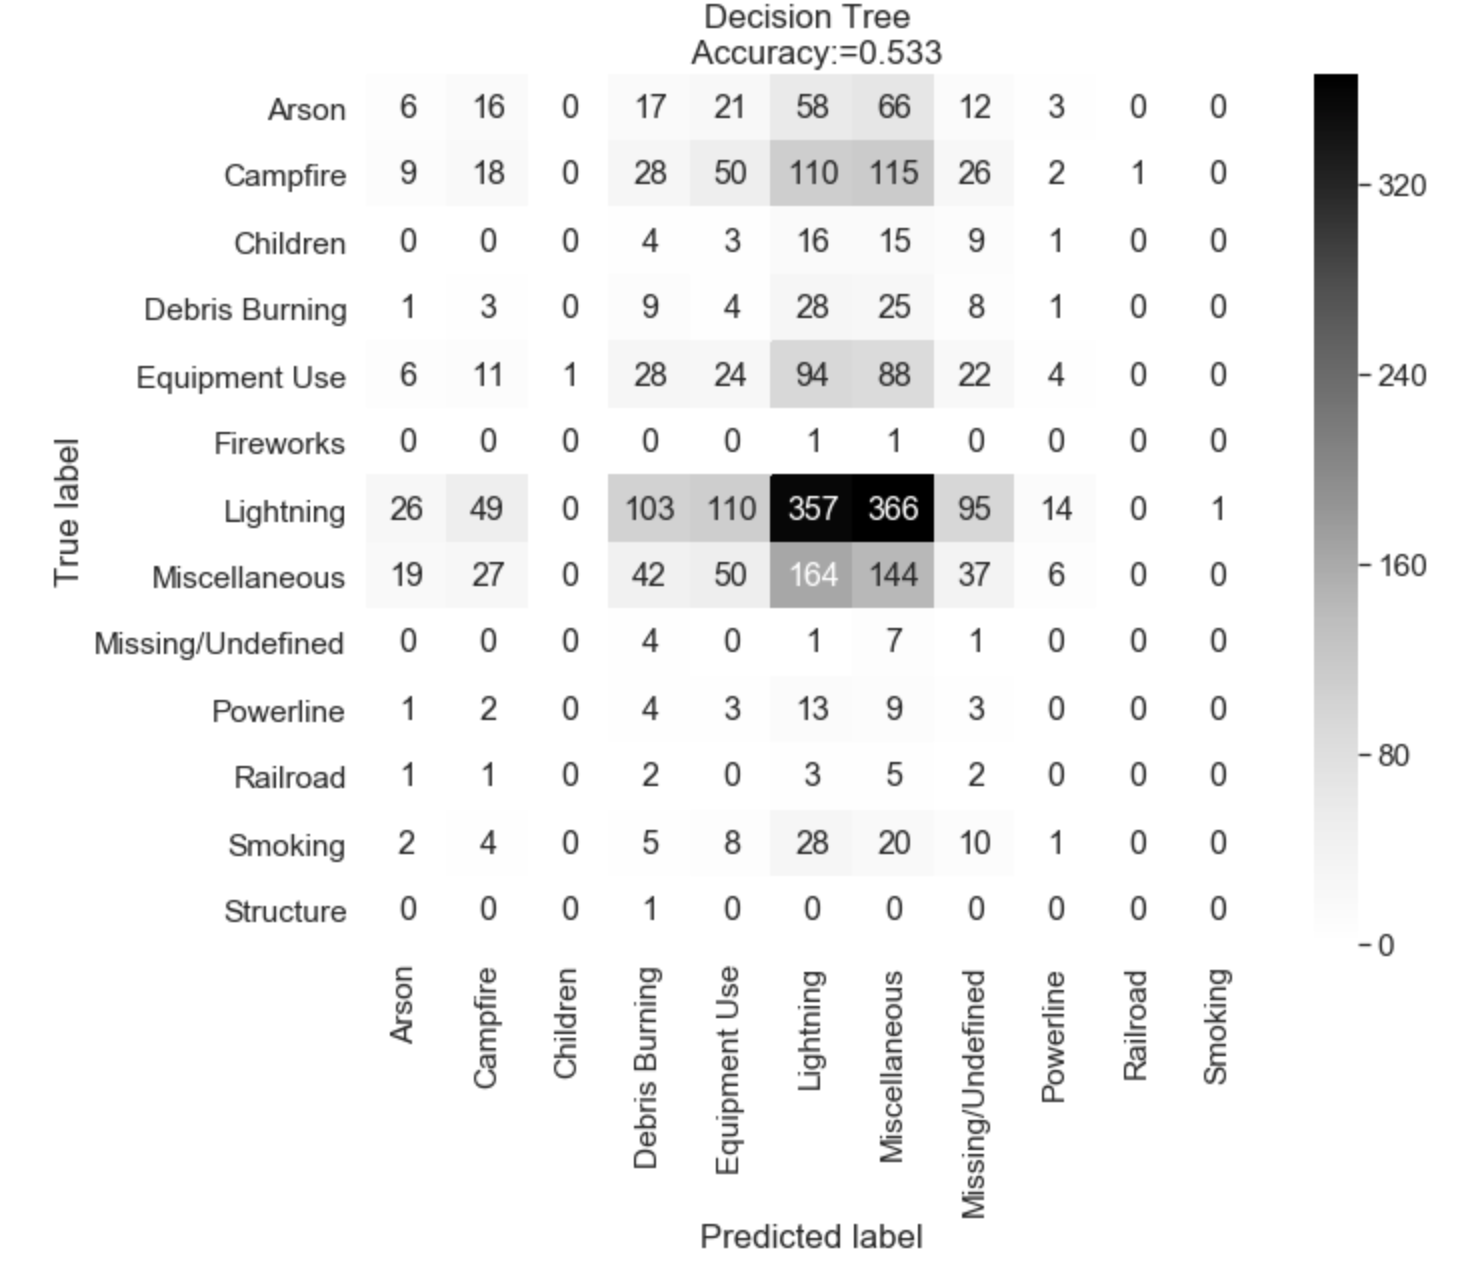 Decision Tree
Accuracy:=0.533
True label
Arson 6 16 0 17 21 58 66 12 3 0 0
Campfire 9 18 0 28 50 110 115 26 2 1 0
Children 0 0 0 4 3 16 15 9 1 0 0
Debris Burning 1 3 0 9 4 28 25 8 1 0 0
Equipment Use 6 11 1 28 24 94 88 22 4 0 0
Fireworks 0 0 0 0 0 1 1 0 0 0 0
Lightning 26 49 0 103 110 357 366 95 14 0 1
Miscellaneous 19 27 0 42 50 164 144 37 6 0 0
Missing/Undefined 0 0 0 4 0 1 7 1 0 0 0
Powerline 1 2 0 4 3 13 9 3 0 0 0
Railroad 1 1 0 2 0 3 5 2 0 0 0
Smoking 2 4 0 5 8 28 20 10 1 0 0
Structure 0 0 0 1 0 0 0 0 0 0 0
Arson
Campfire
Children
Debris Burning
Equipment Use
Lightning
Miscellaneous
Missing/Undefined
Powerline
Railroad
Smoking
Predicted label
320
240
160
80
0